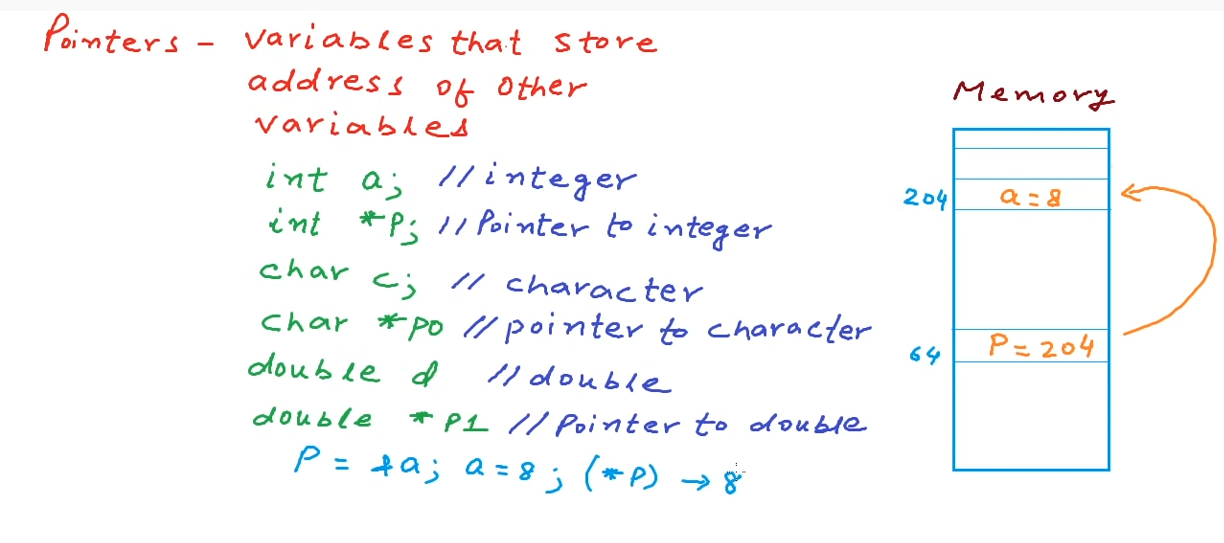 Pointers - variables that store
address of other
variables
int a; //integer
int *P; //Pointer to integer
char c; // character
char *p0 //pointer to character
double d //double
double *P1 //Pointer to double
P = &a; a = 8; (*P) → 8
Memory
204 a = 8
64 P = 204